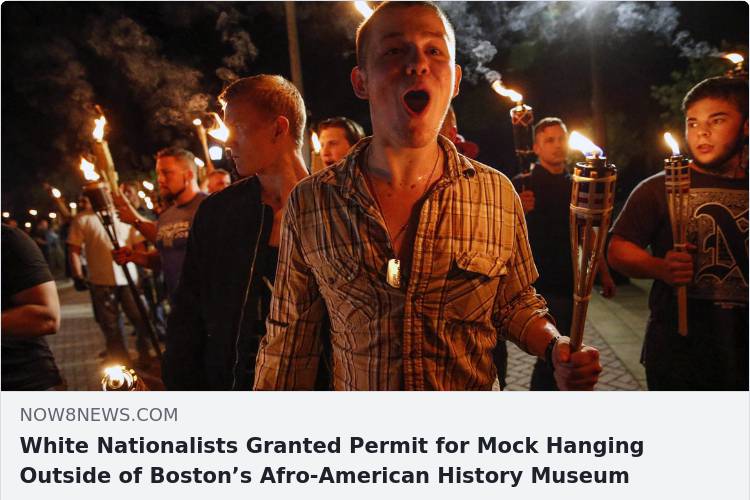 NOW8NEWS.COM
White Nationalists Granted Permit for Mock Hanging
Outside of Boston’s Afro-American History Museum